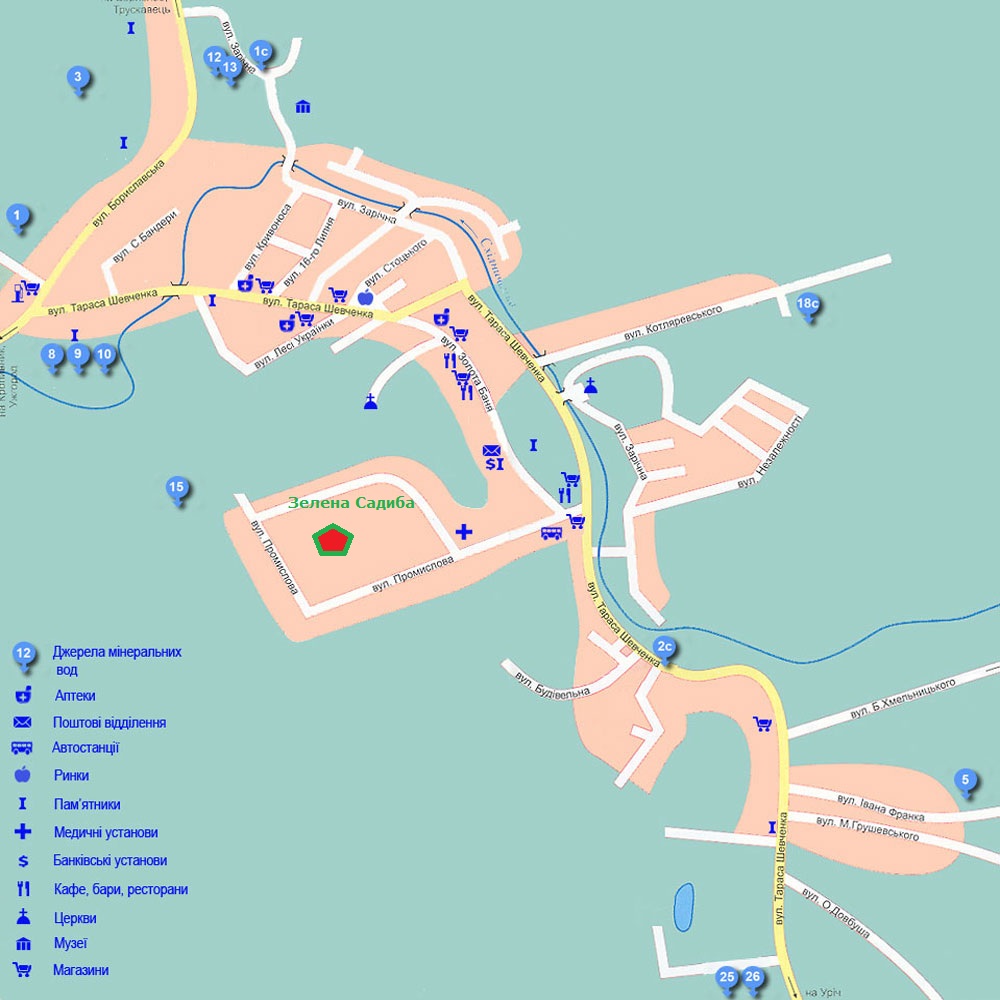 Трускавець
вул. Зарічна
12
13
1c
3
1
вул. Бориславська
вул. С.Бандери
вул. Кривоноса
вул. 16-го Липня
вул. Зарічна
вул. Стоцького
вул. Тараса Шевченка
вул. Тараса Шевченка
вул. Лесі Українки
вул. Тараса Шевченка
вул. Котляревського
18c
8
9
10
Ужгород
вул. Золота Баня
вул. Зарічна
вул. Незалежності
15
Зелена Садиба
вул. Промислова
вул. Промислова
вул. Тараса Шевченка
2c
вул. Будівельна
вул. Б.Хмельницького
5
вул. Івана Франка
вул. М.Грушевського
вул. Тараса Шевченка
вул. О.Довбуша
25
26
на Уріч
12
Джерела мінеральних
вод
Аптеки
Поштові відділення
Автостанції
Ринки
Пам'ятники
Медичні установи
$ Банківські установи
Кафе, бари, ресторани
Церкви
Музеї
Магазини